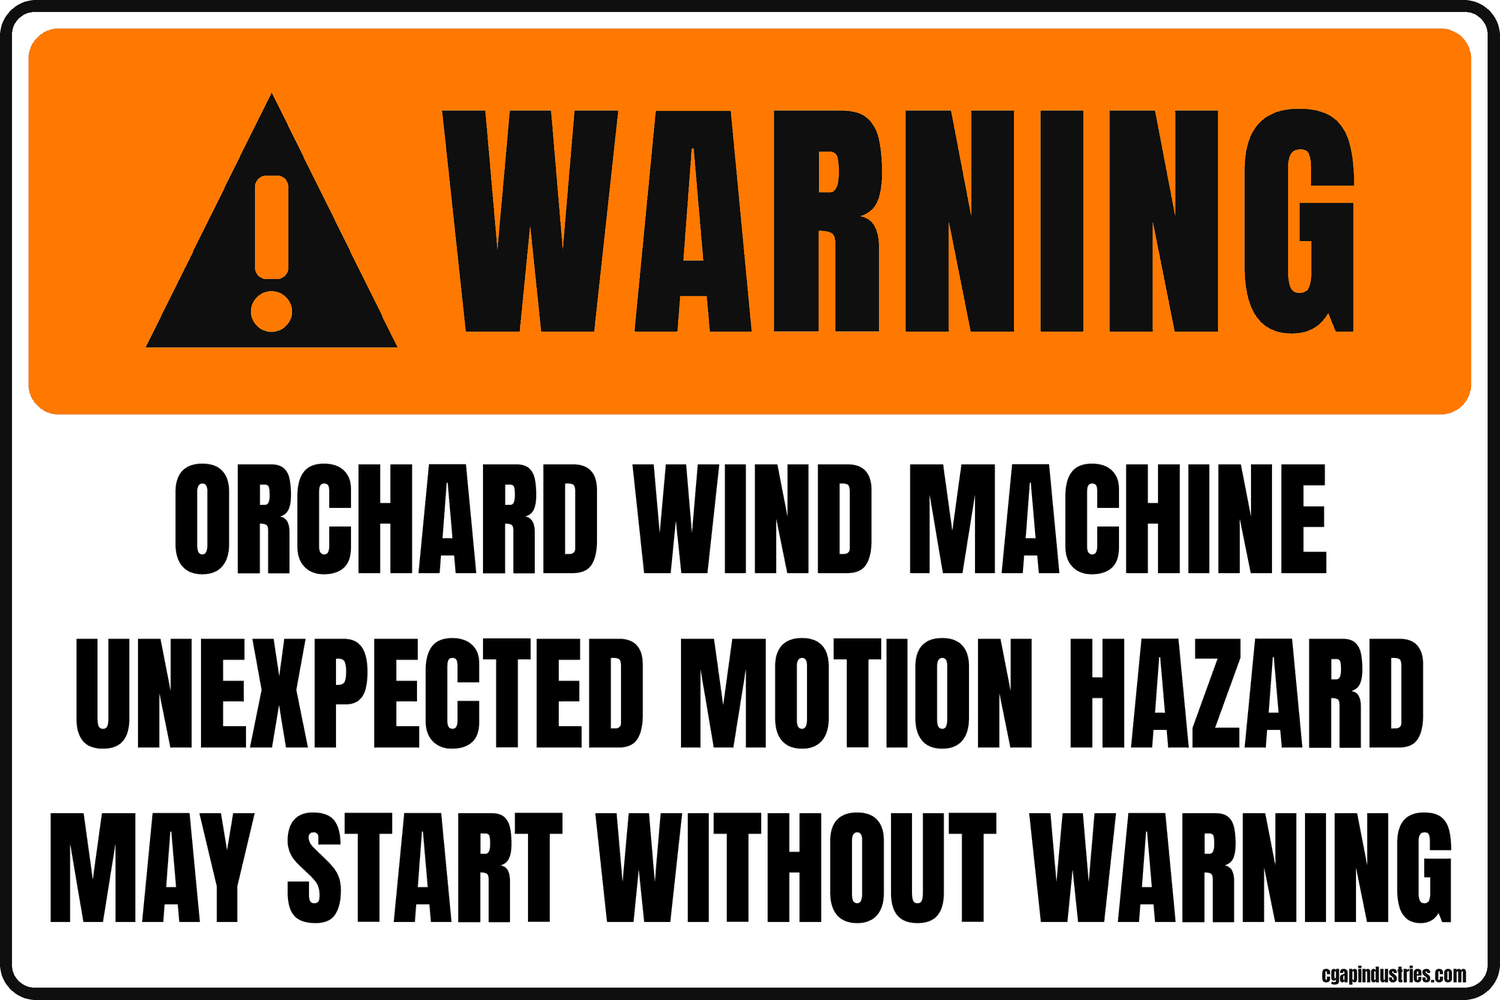 WARNING
ORCHARD WIND MACHINE
UNEXPECTED MOTION HAZARD
MAY START WITHOUT WARNING
cgapindustries.com